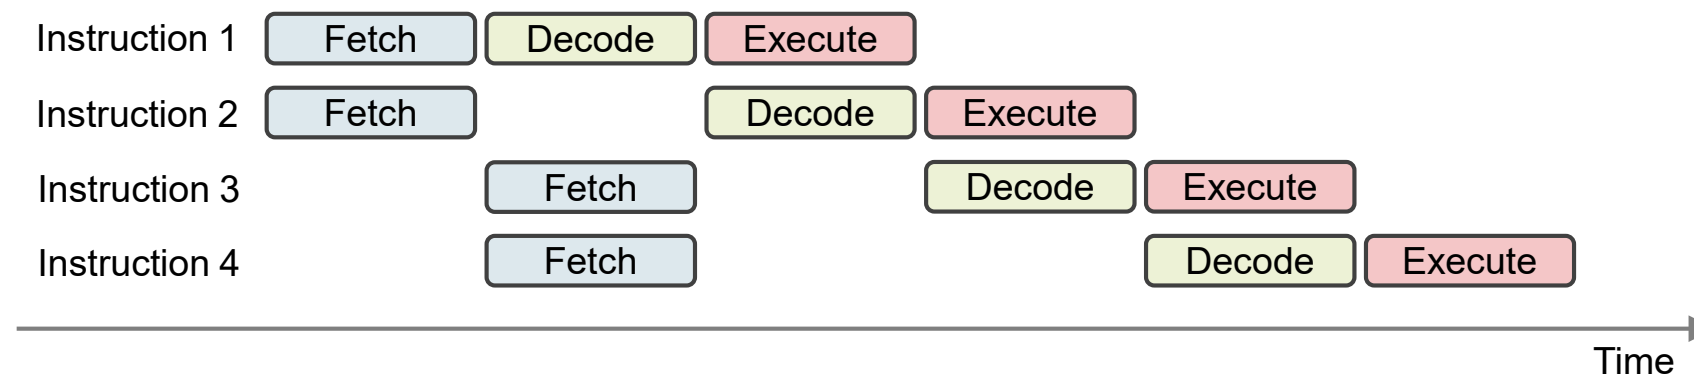 Instruction 1 Fetch Decode Execute
Instruction 2 Fetch Decode Execute
Instruction 3 Fetch Decode Execute
Instruction 4 Fetch Decode Execute
Time